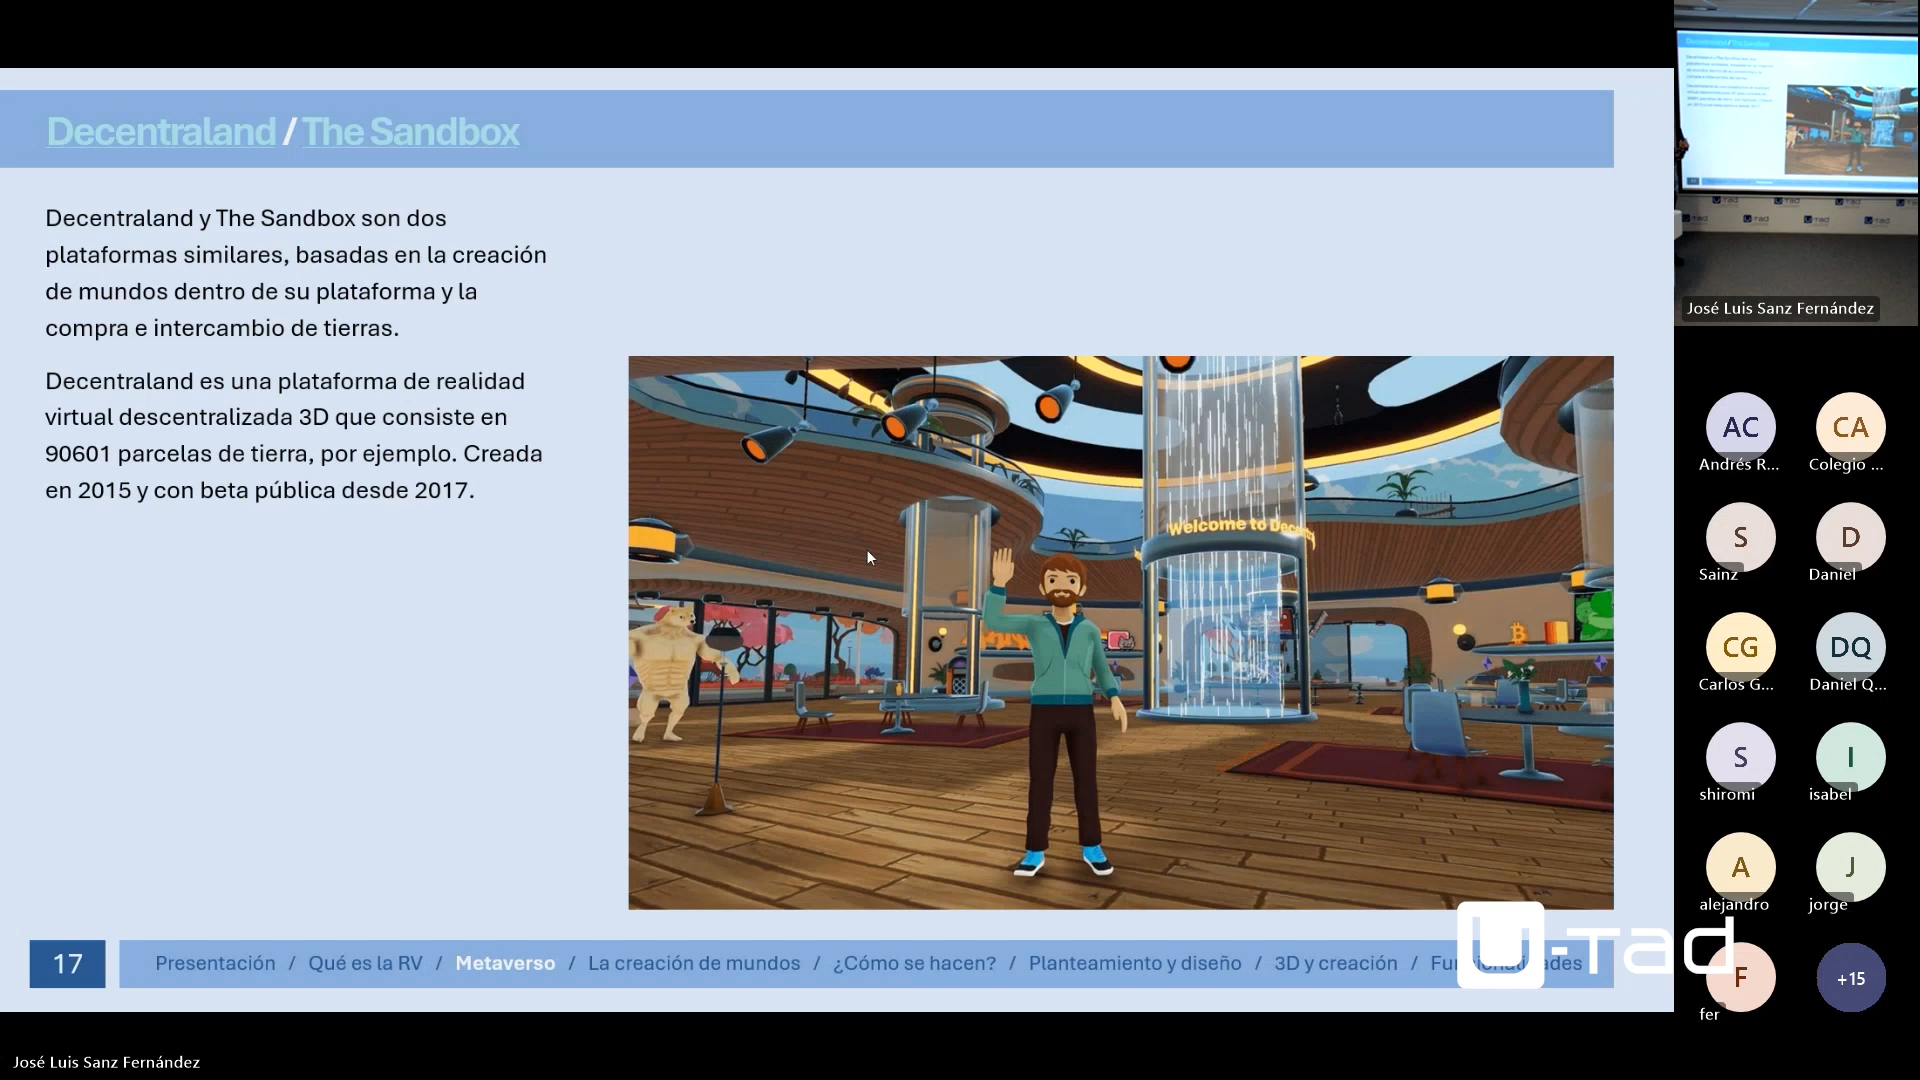 Decentraland / The Sandbox
Decentraland y The Sandbox son dos
plataformas similares, basadas en la creación
de mundos dentro de su plataforma y la
compra e intercambio de tierras.
Decentraland es una plataforma de realidad
virtual descentralizada 3D que consiste en
90601 parcelas de tierra, por ejemplo. Creada
en 2015 y con beta pública desde 2017.
Welcome to
17
Presentación / Qué es la RV / Metaverso / La creación de mundos / ¿Cómo se hacen? / Planteamiento y diseño / 3D y creación /
U-Tad
José Luis Sanz Fernández
AC
CA
Andrés R...
Colegio ...
S
D
Sainz
Daniel
CG
DQ
Carlos G...
Daniel Q...
S
I
shiromi
isabel
A
J
alejandro
jorge
F
+15
fer
José Luis Sanz Fernández